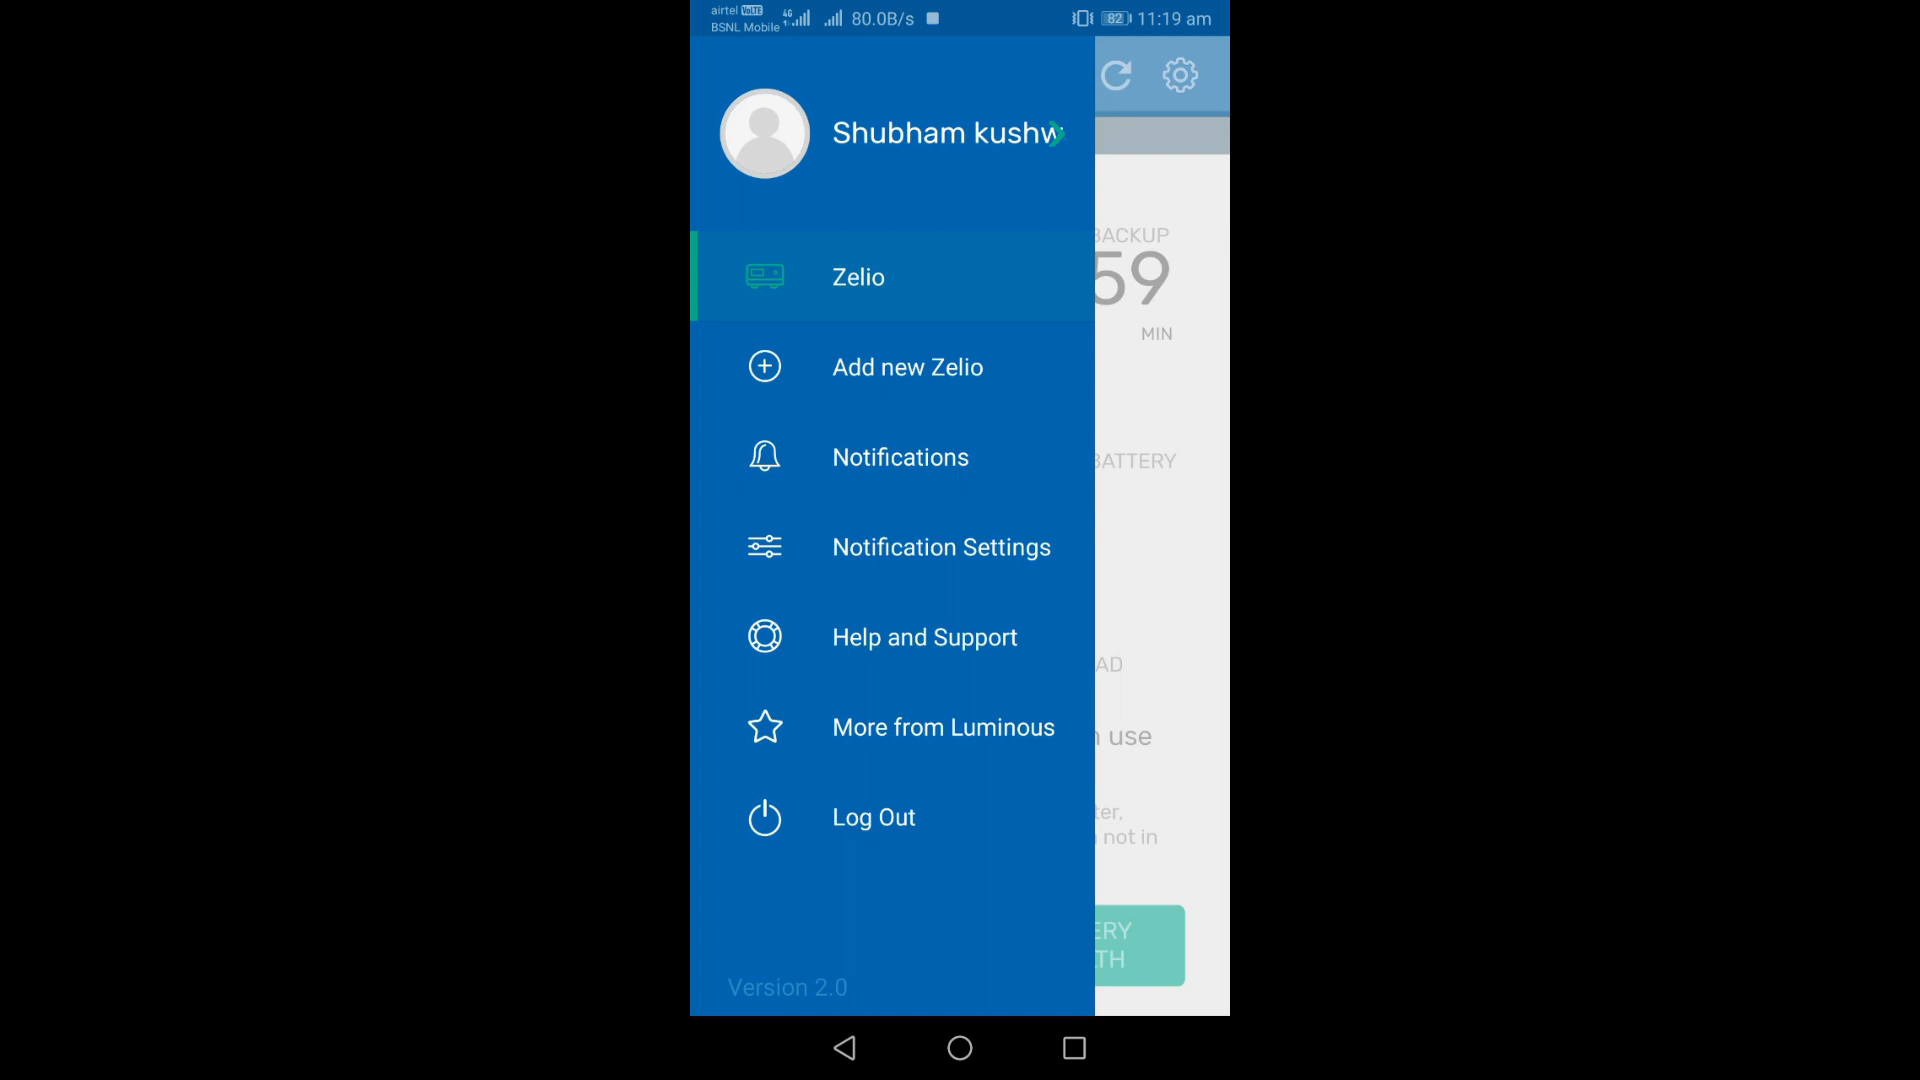 airtel VoLTE
BSNL Mobile
4G
80.0B/s
82
11:19 am
Shubham kushw
BACKUP
59
MIN
Zelio
Add new Zelio
Notifications
BATTERY
Notification Settings
Help and Support
AD
More from Luminous
use
ter,
not in
Log Out
ERY
TH
Version 2.0